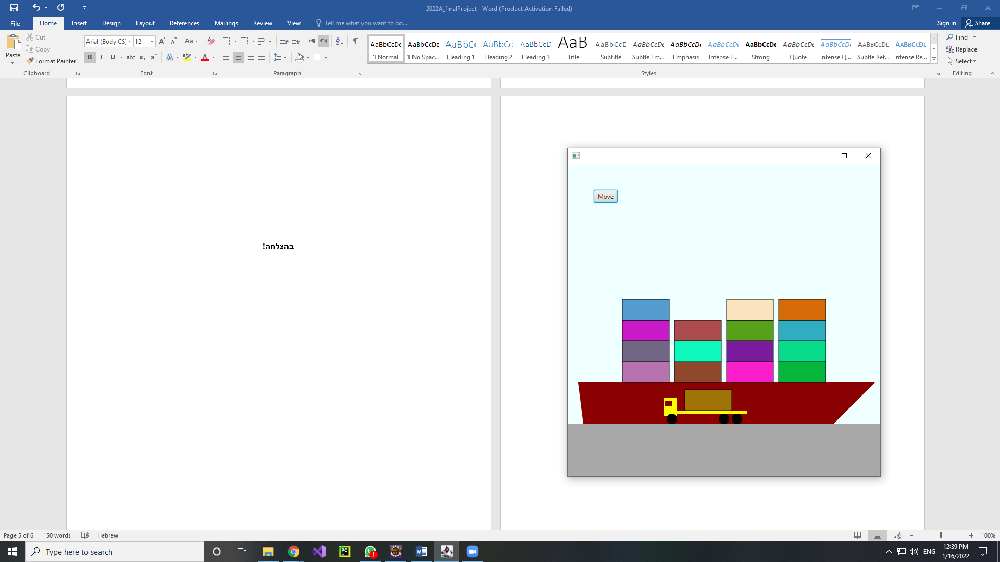 2022A_finalProject - Word (Product Activation Failed)
File Home Insert Design Layout References Mailings Review View Tell me what you want to do... Sign in Share
Paste
Cut
Copy
Format Painter
Clipboard
Arial (Body CS) 12
Font
Paragraph
AaBbCcDc AaBbCcDc AaBbCc AaBbCc AaBbCcD AaB AaBbCcD AaBbCcDc AaBbCcDc AaBbCcDc AaBbCcDc AaBbCcDc AaBbCcDc AABBCCDD AABBCCDD
¶ Normal ¶ No Spac... Heading 1 Heading 2 Heading 3 Title Subtitle Subtle Em... Emphasis Intense E... Strong Quote Intense Q... Subtle Ref... Intense Re...
Styles
Find
Replace
Select
Editing
בהצלחה!
Move
Page 5 of 6 150 words Hebrew 100%
Type here to search
ENG
12:39 PM
1/16/2022